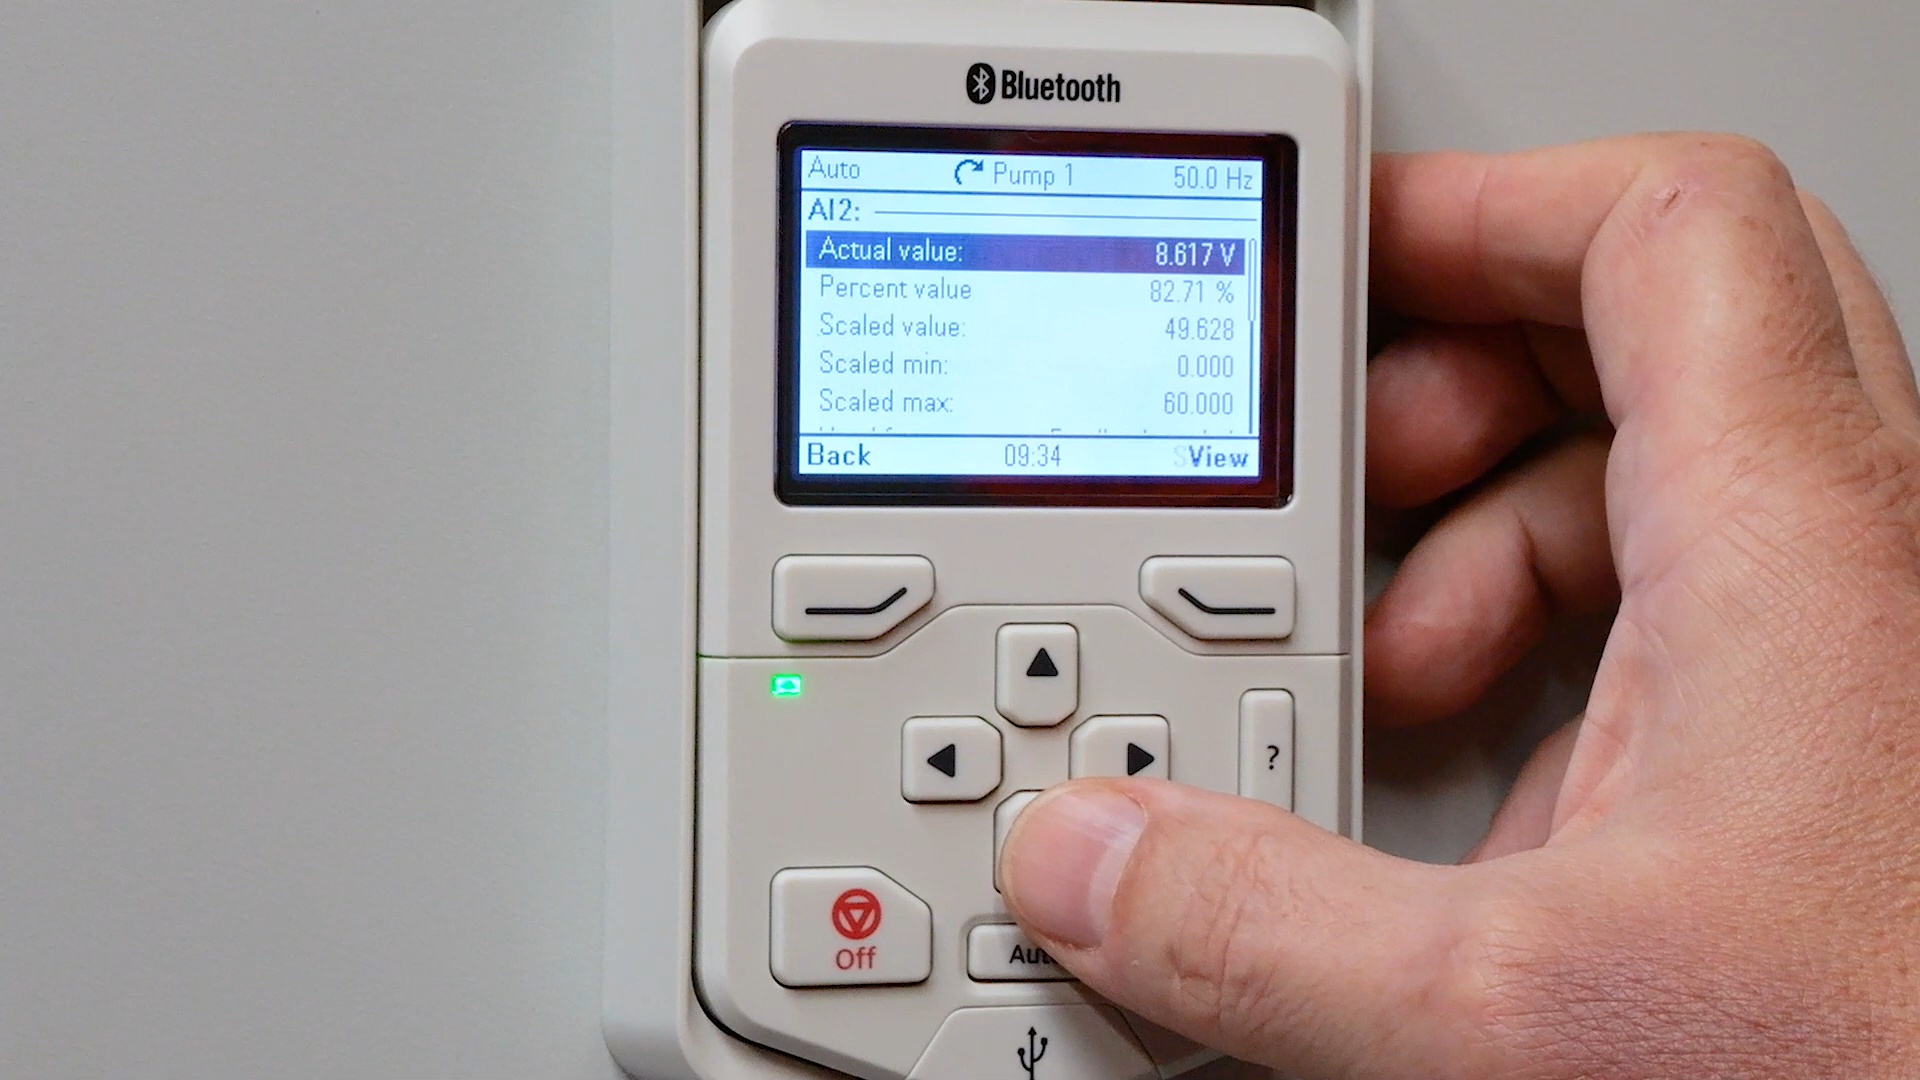 Bluetooth
Auto Pump 1 50.0 Hz
AI2:
Actual value: 8.617 V
Percent value 82.71 %
Scaled value: 49.628
Scaled min: 0.000
Scaled max: 60.000
Back 09:34 View
?
Off